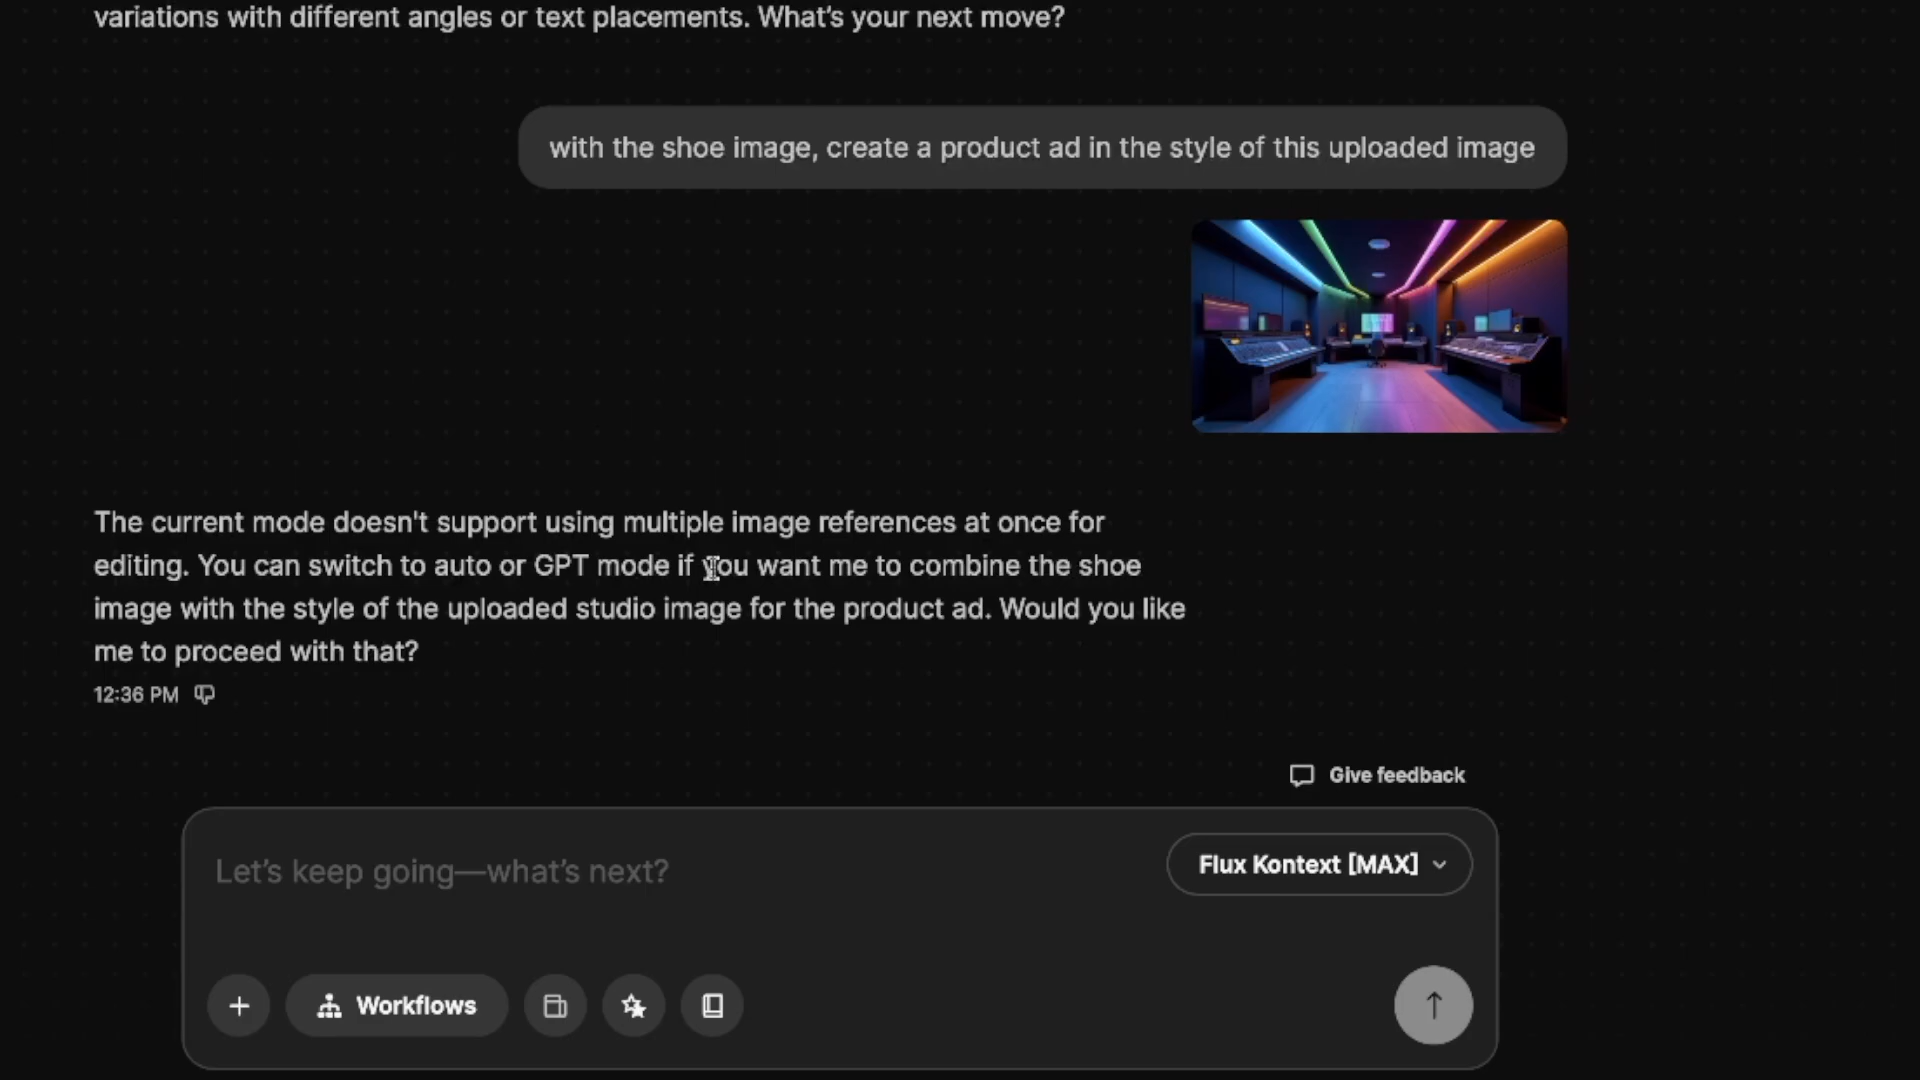 variations with different angles or text placements. What's your next move?
with the shoe image, create a product ad in the style of this uploaded image
The current mode doesn't support using multiple image references at once for
editing. You can switch to auto or GPT mode if you want me to combine the shoe
image with the style of the uploaded studio image for the product ad. Would you like
me to proceed with that?
12:36 PM
Give feedback
Let's keep going—what's next?
Flux Kontext [MAX]
Workflows